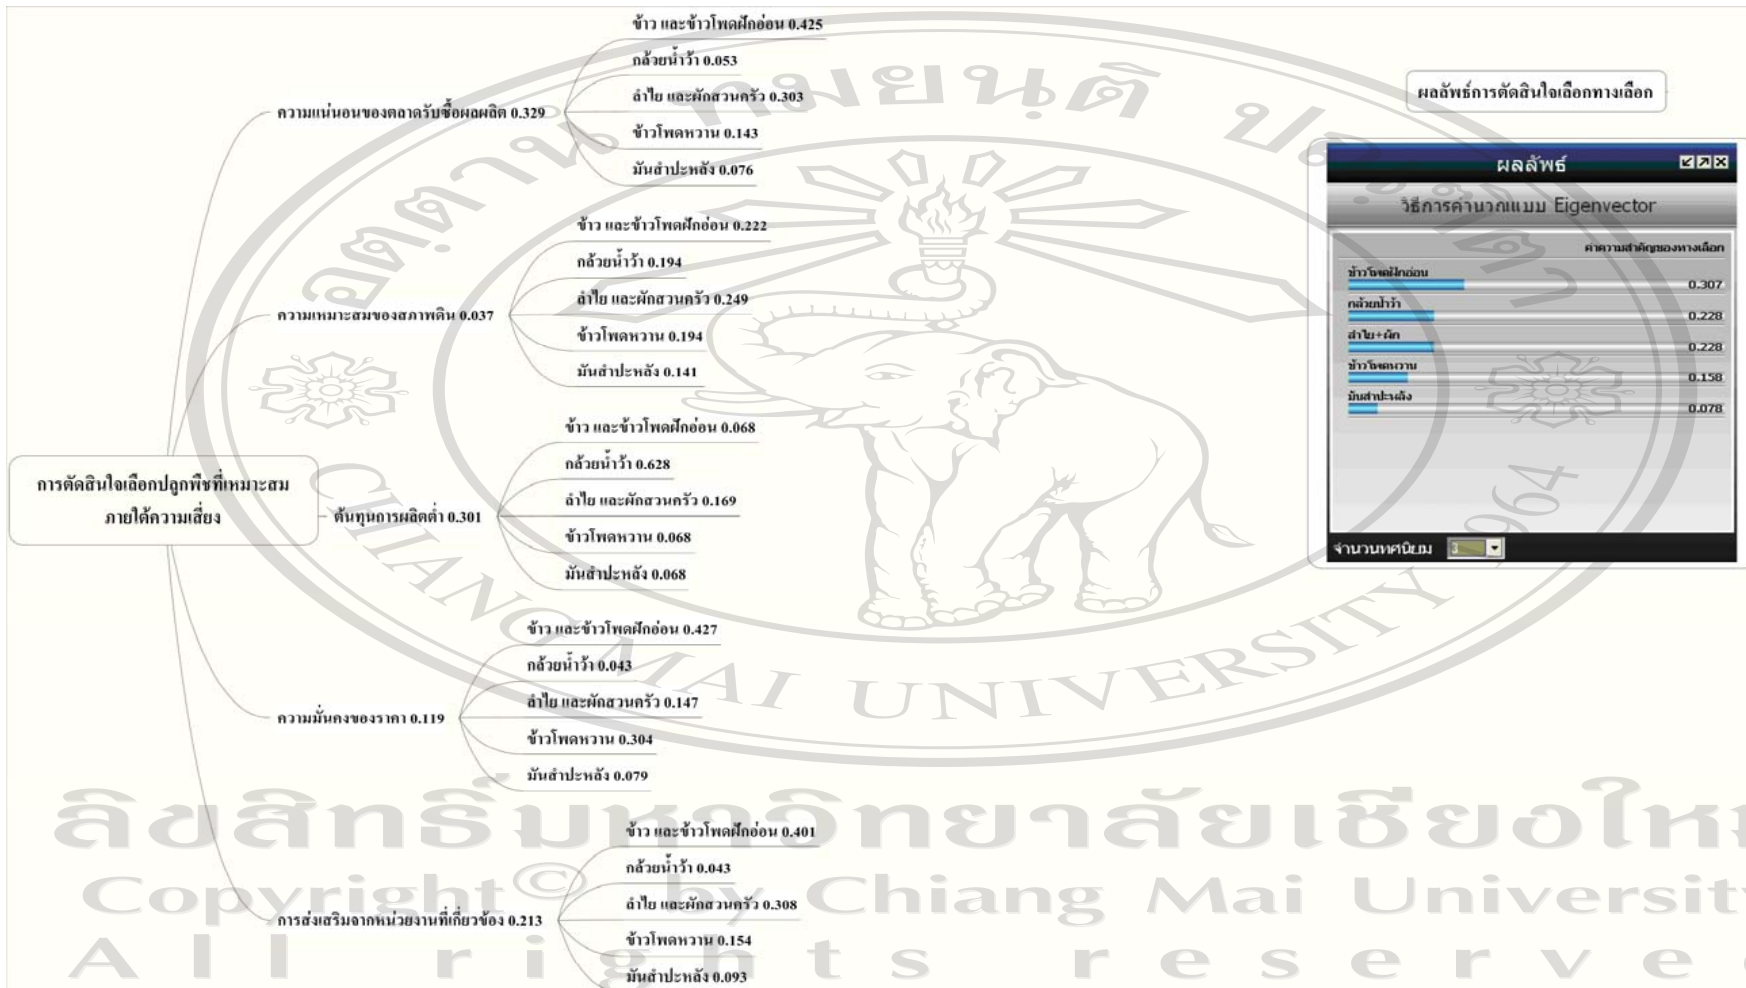 ข้าว และข้าวโพดฝักอ่อน 0.425
กล้วยน้ำว้า 0.053
ความแน่นอนของตลาดรับซื้อผลผลิต 0.329
ลำไย และผักสวนครัว 0.303
ข้าวโพดหวาน 0.143
มันสำปะหลัง 0.076
ข้าว และข้าวโพดฝักอ่อน 0.222
กล้วยน้ำว้า 0.194
ความเหมาะสมของสภาพดิน 0.037
ลำไย และผักสวนครัว 0.249
ข้าวโพดหวาน 0.194
มันสำปะหลัง 0.141
การตัดสินใจเลือกปลูกพืชที่เหมาะสม
ภายใต้ความเสี่ยง
ข้าว และข้าวโพดฝักอ่อน 0.068
กล้วยน้ำว้า 0.628
ต้นทุนการผลิตต่ำ 0.301
ลำไย และผักสวนครัว 0.169
ข้าวโพดหวาน 0.068
มันสำปะหลัง 0.068
ข้าว และข้าวโพดฝักอ่อน 0.427
กล้วยน้ำว้า 0.043
ความมั่นคงของราคา 0.119
ลำไย และผักสวนครัว 0.147
ข้าวโพดหวาน 0.304
มันสำปะหลัง 0.079
ข้าว และข้าวโพดฝักอ่อน 0.401
กล้วยน้ำว้า 0.043
การส่งเสริมจากหน่วยงานที่เกี่ยวข้อง 0.213
ลำไย และผักสวนครัว 0.308
ข้าวโพดหวาน 0.154
มันสำปะหลัง 0.093
ผลลัพธ์การตัดสินใจเลือกทางเลือก
ผลลัพธ์
วิธีการคำนวณแบบ Eigenvector
ค่าความสำคัญของทางเลือก
ข้าวโพดฝักอ่อน
0.307
กล้วยน้ำว้า
0.228
ลำไย+ผัก
0.228
ข้าวโพดหวาน
0.158
มันสำปะหลัง
0.078
จำนวนทศนิยม 3
CHIANG MAI UNIVERSITY 1964
ลิขสิทธิ์มหาวิทยาลัยเชียงให
Copyright© by Chiang Mai Universit
All rights reserve